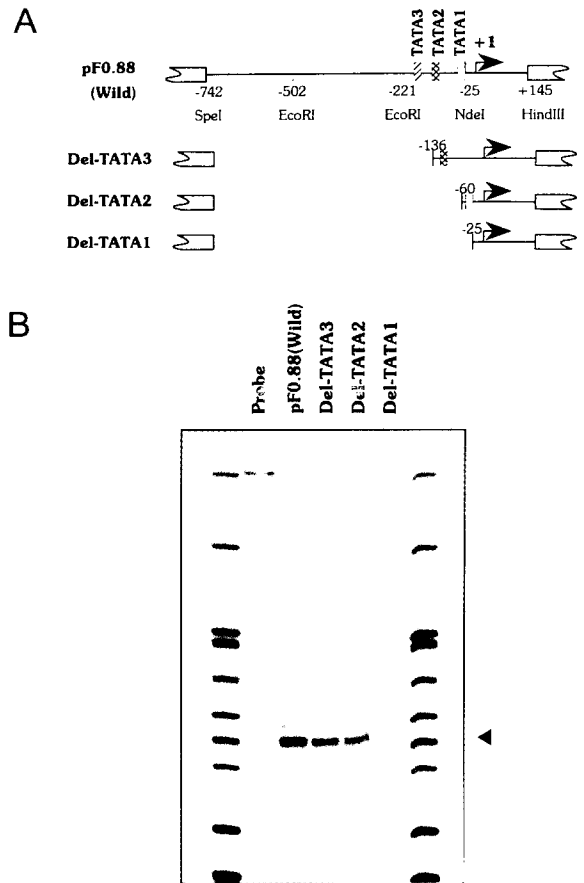 A
TATA3
TATA2
TATA1
+1
pF0.88
(Wild)
-742
-502
-221
-25
+145
SpeI
EcoRI
EcoRI
NdeI
HindIII
Del-TATA3
-136
Del-TATA2
-60
Del-TATA1
-25
B
Probe
pF0.88(Wild)
Del-TATA3
Del-TATA2
Del-TATA1